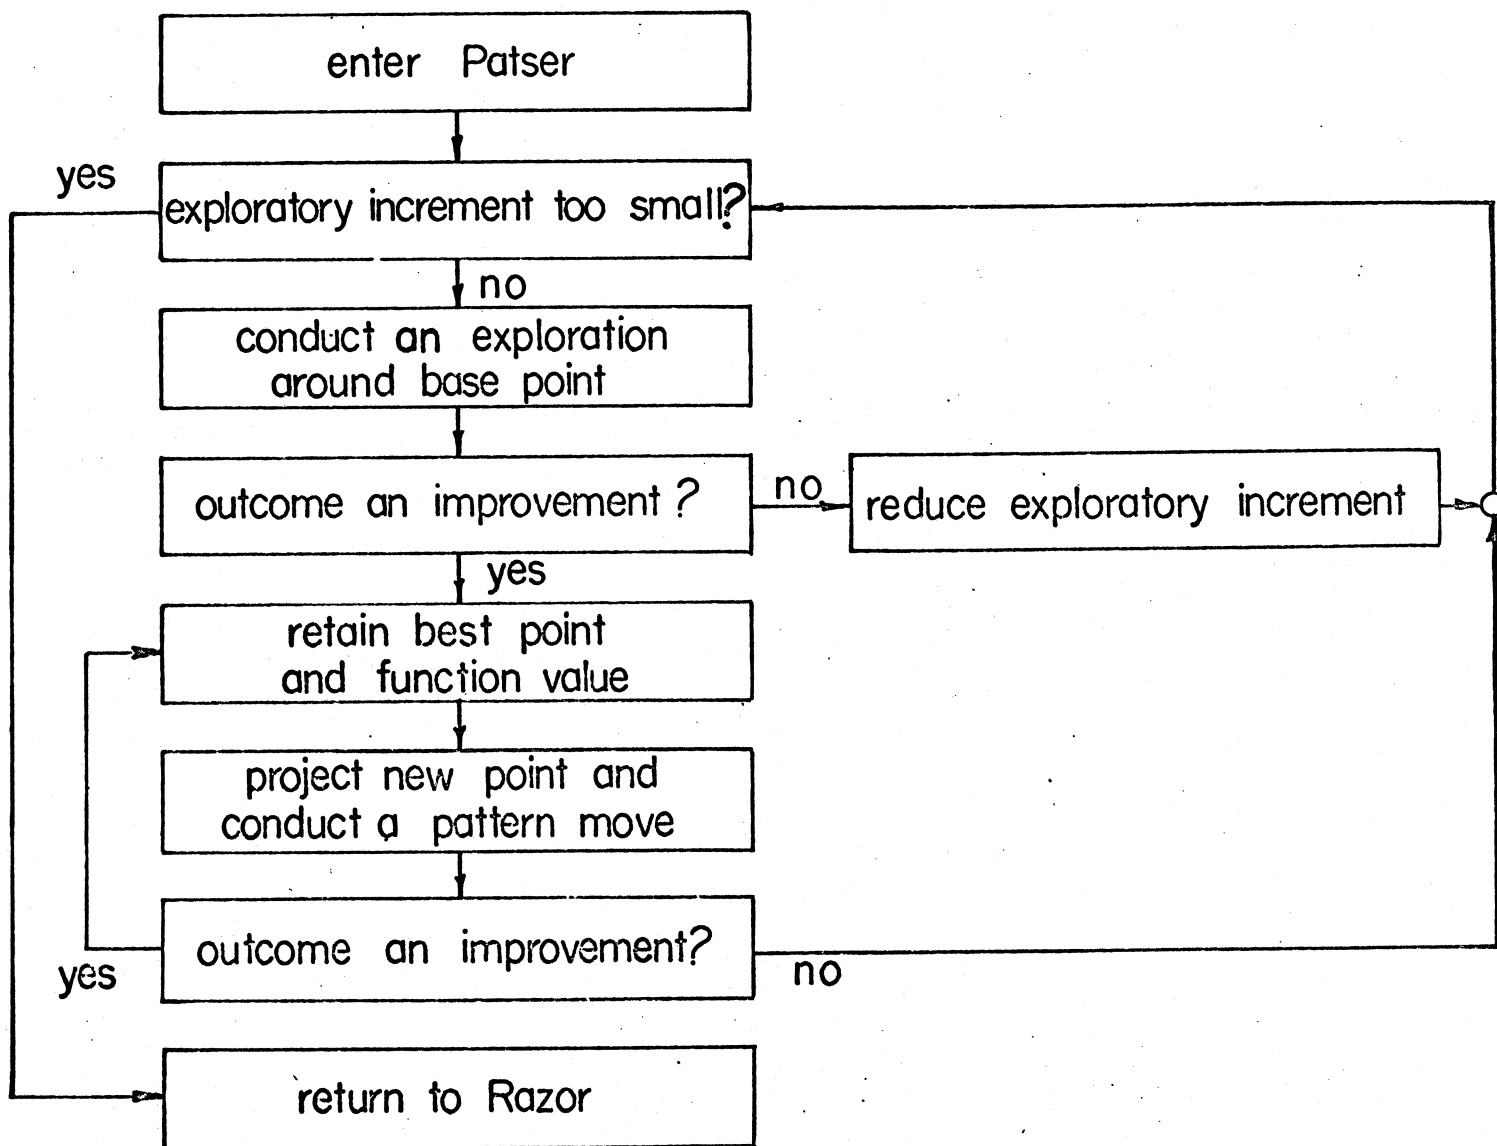 enter Patser
yes
exploratory increment too small?
no
conduct an exploration
around base point
outcome an improvement?
no
reduce exploratory increment
yes
retain best point
and function value
project new point and
conduct a pattern move
outcome an improvement?
yes
no
return to Razor